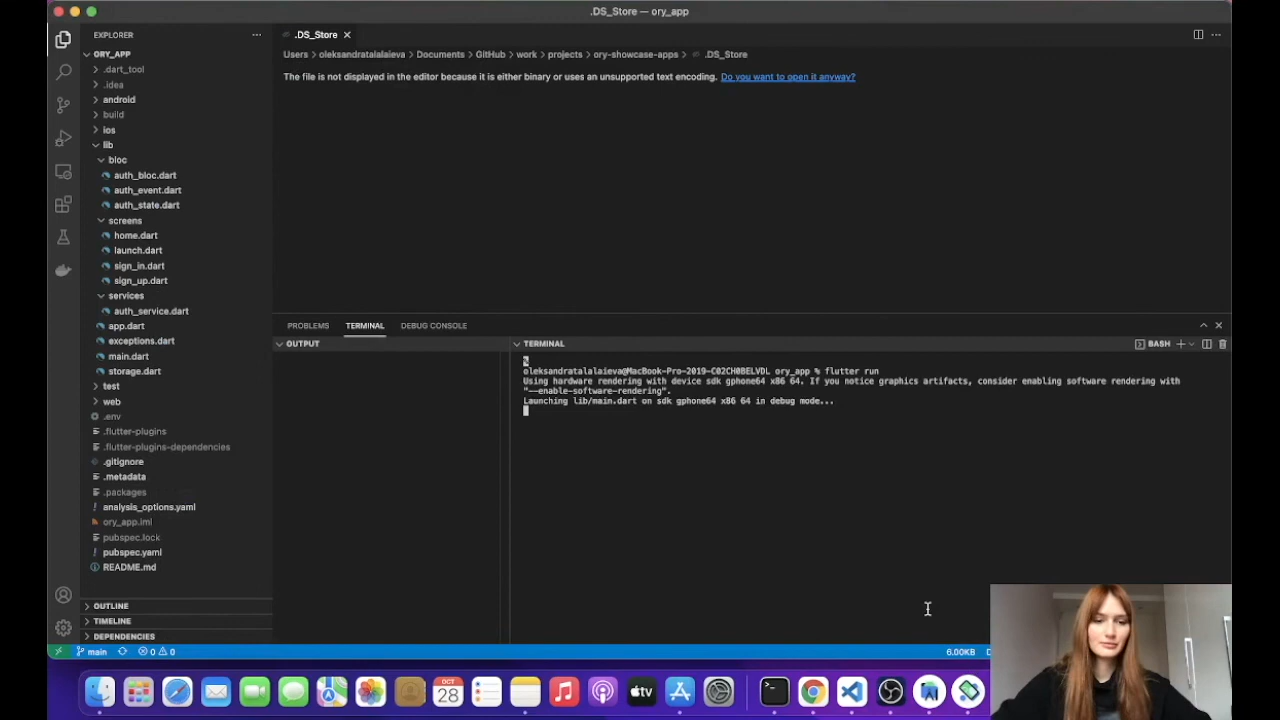 .DS_Store — ory_app
EXPLORER
.DS_Store
ORY_APP
Users
oleksandratalalaieva
Documents
GitHub
work
projects
ory-showcase-apps
.DS_Store
.dart_tool
The file is not displayed in the editor because it is either binary or uses an unsupported text encoding. Do you want to open it anyway?
.idea
android
build
ios
lib
bloc
auth_bloc.dart
auth_event.dart
auth_state.dart
screens
home.dart
launch.dart
sign_in.dart
sign_up.dart
services
auth_service.dart
app.dart
exceptions.dart
main.dart
storage.dart
test
web
.env
.flutter-plugins
.flutter-plugins-dependencies
.gitignore
.metadata
.packages
analysis_options.yaml
ory_app.iml
pubspec.lock
pubspec.yaml
README.md
OUTLINE
TIMELINE
DEPENDENCIES
PROBLEMS
TERMINAL
DEBUG CONSOLE
OUTPUT
TERMINAL
BASH
%
oleksandratalalaieva@MacBook-Pro-2019-C02CH0BELVDL ory_app % flutter run
Using hardware rendering with device sdk gphone64 x86 64. If you notice graphics artifacts, consider enabling software rendering with
"--enable-software-rendering".
Launching lib/main.dart on sdk gphone64 x86 64 in debug mode...
main
0
0
6.00KB
OCT
28
tv